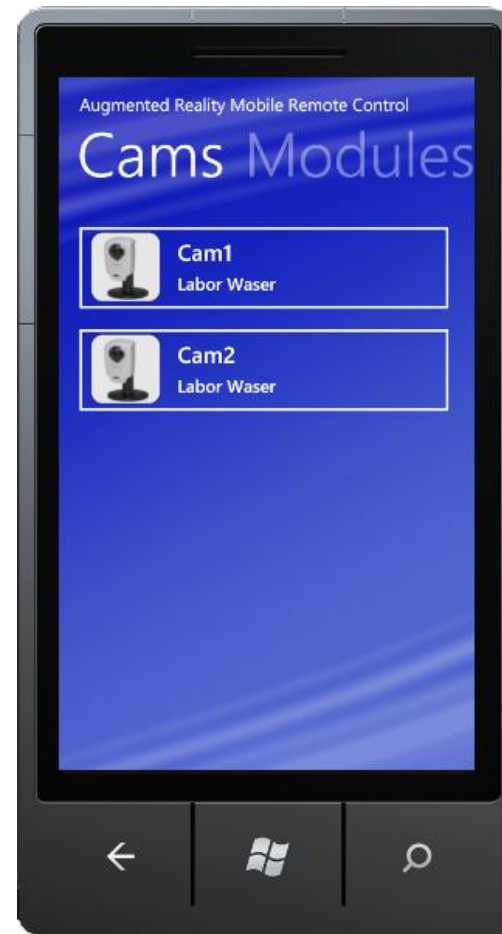 Augmented Reality Mobile Remote Control
Cams Modules
Cam1
Labor Waser
Cam2
Labor Waser